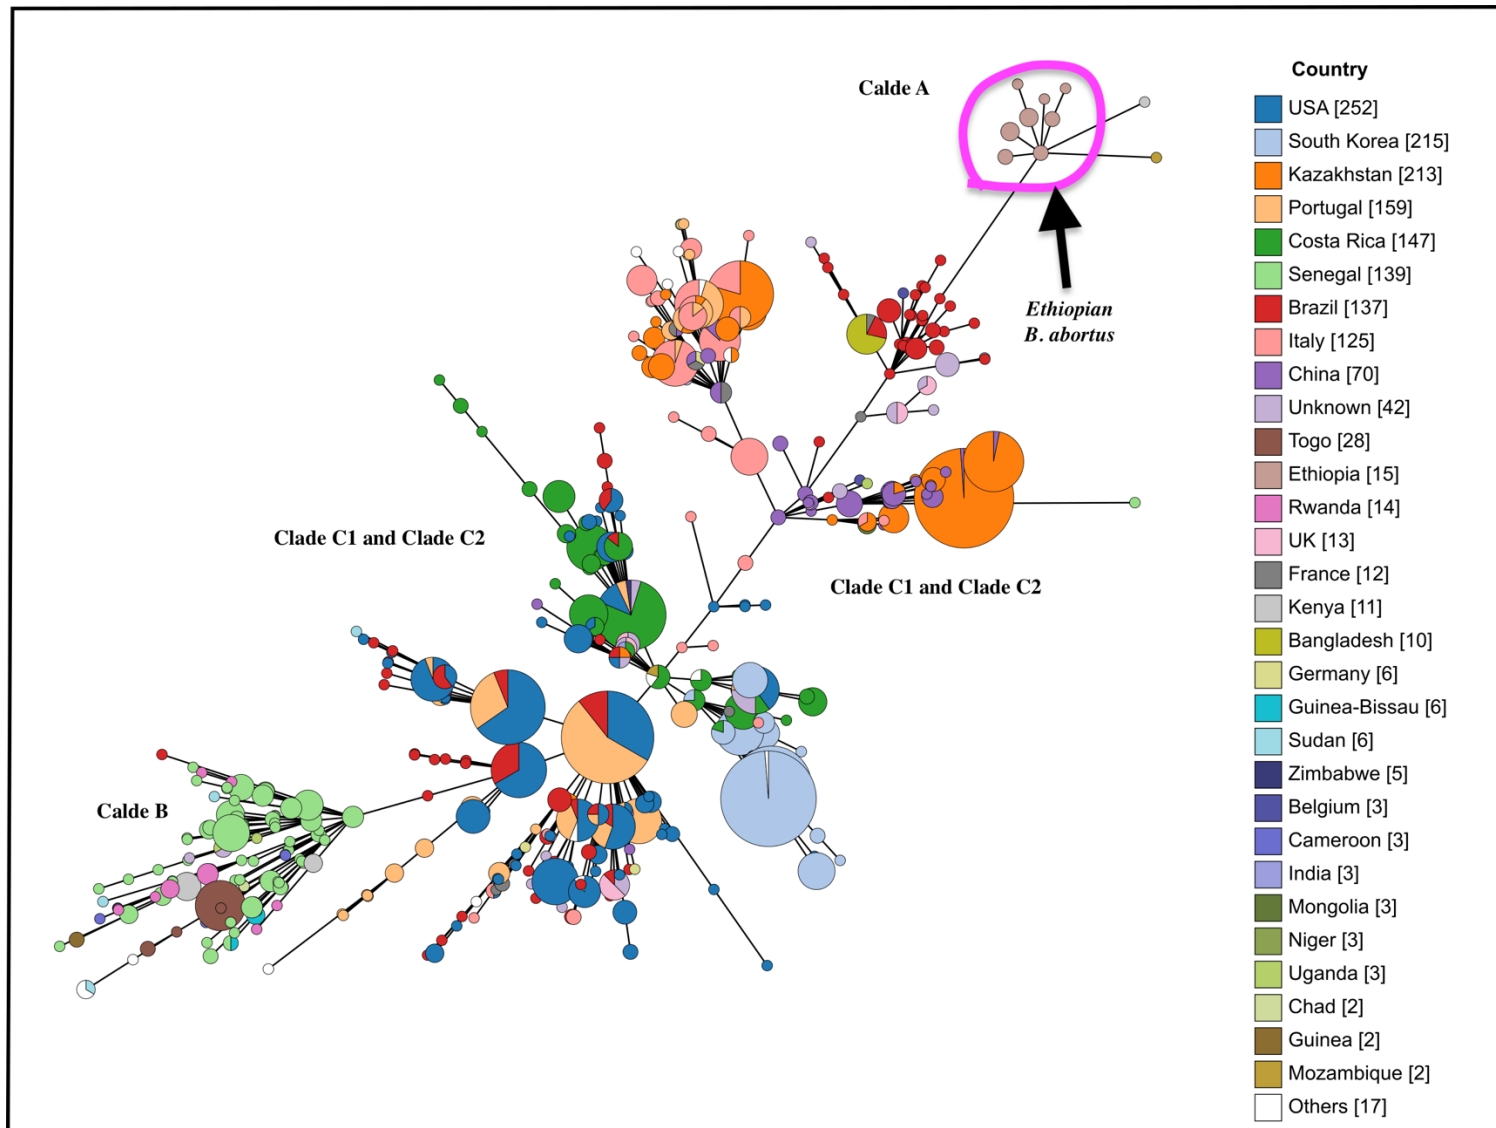 Calde A
Ethiopian
B. abortus
Clade C1 and Clade C2
Clade C1 and Clade C2
Calde B
Country
USA [252]
South Korea [215]
Kazakhstan [213]
Portugal [159]
Costa Rica [147]
Senegal [139]
Brazil [137]
Italy [125]
China [70]
Unknown [42]
Togo [28]
Ethiopia [15]
Rwanda [14]
UK [13]
France [12]
Kenya [11]
Bangladesh [10]
Germany [6]
Guinea-Bissau [6]
Sudan [6]
Zimbabwe [5]
Belgium [3]
Cameroon [3]
India [3]
Mongolia [3]
Niger [3]
Uganda [3]
Chad [2]
Guinea [2]
Mozambique [2]
Others [17]